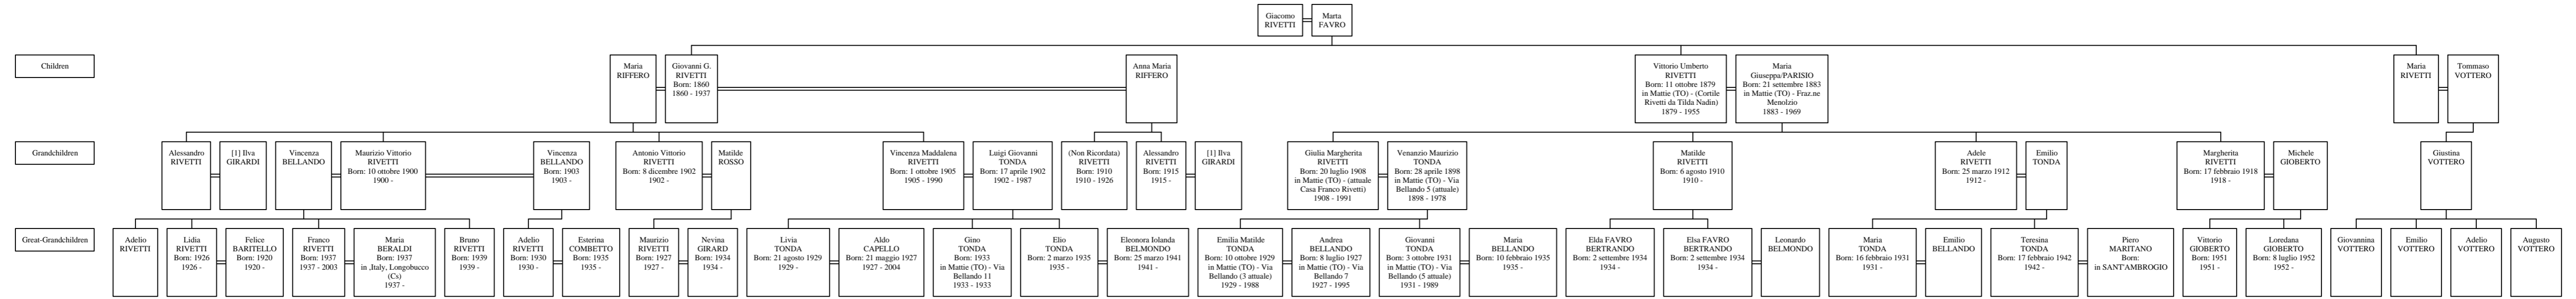 Giacomo
RIVETTI
Marta
FAVRO
Children
Maria
RIFFERO
Giovanni G.
RIVETTI
Born: 1860
1860 - 1937
Anna Maria
RIFFERO
Vittorio Umberto
RIVETTI
Born: 11 ottobre 1879
in Mattie (TO) - (Cortile
Rivetti da Tilda Nadin)
1879 - 1955
Maria
Giuseppa/PARISIO
Born: 21 settembre 1883
in Mattie (TO) - Fraz.ne
Menolzio
1883 - 1969
Maria
RIVETTI
Tommaso
VOTTERO
Grandchildren
Alessandro
RIVETTI
[1] Ilva
GIRARDI
Vincenza
BELLANDO
Maurizio Vittorio
RIVETTI
Born: 10 ottobre 1900
1900 -
Vincenza
BELLANDO
Born: 1903
1903 -
Antonio Vittorio
RIVETTI
Born: 8 dicembre 1902
1902 -
Matilde
ROSSO
Vincenza Maddalena
RIVETTI
Born: 1 ottobre 1905
1905 - 1990
Luigi Giovanni
TONDA
Born: 17 aprile 1902
1902 - 1987
(Non Ricordata)
RIVETTI
Born: 1910
1910 - 1926
Alessandro
RIVETTI
Born: 1915
1915 -
[1] Ilva
GIRARDI
Giulia Margherita
RIVETTI
Born: 20 luglio 1908
in Mattie (TO) - (attuale
Casa Franco Rivetti)
1908 - 1991
Venanzio Maurizio
TONDA
Born: 28 aprile 1898
in Mattie (TO) - Via
Bellando 5 (attuale)
1898 - 1978
Matilde
RIVETTI
Born: 6 agosto 1910
1910 -
Adele
RIVETTI
Born: 25 marzo 1912
1912 -
Emilio
TONDA
Margherita
RIVETTI
Born: 17 febbraio 1918
1918 -
Michele
GIOBERTO
Giustina
VOTTERO
Great-Grandchildren
Adelio
RIVETTI
Lidia
RIVETTI
Born: 1926
1926 -
Felice
BARITELLO
Born: 1920
1920 -
Franco
RIVETTI
Born: 1937
1937 - 2003
Maria
BERALDI
Born: 1937
in ,Italy, Longobucco
(Cs)
1937 -
Bruno
RIVETTI
Born: 1939
1939 -
Adelio
RIVETTI
Born: 1930
1930 -
Esterina
COMBETTO
Born: 1935
1935 -
Maurizio
RIVETTI
Born: 1927
1927 -
Nevina
GIRARD
Born: 1934
1934 -
Livia
TONDA
Born: 21 agosto 1929
1929 -
Aldo
CAPELLO
Born: 21 maggio 1927
1927 - 2004
Gino
TONDA
Born: 1933
in Mattie (TO) - Via
Bellando 11
1933 - 1933
Elio
TONDA
Born: 2 marzo 1935
1935 -
Eleonora Iolanda
BELMONDO
Born: 25 marzo 1941
1941 -
Emilia Matilde
TONDA
Born: 10 ottobre 1929
in Mattie (TO) - Via
Bellando (3 attuale)
1929 - 1988
Andrea
BELLANDO
Born: 8 luglio 1927
in Mattie (TO) - Via
Bellando 7
1927 - 1995
Giovanni
TONDA
Born: 3 ottobre 1931
in Mattie (TO) - Via
Bellando (5 attuale)
1931 - 1989
Maria
BELLANDO
Born: 10 febbraio 1935
1935 -
Elda FAVRO
BERTRANDO
Born: 2 settembre 1934
1934 -
Elsa FAVRO
BERTRANDO
Born: 2 settembre 1934
1934 -
Leonardo
BELMONDO
Maria
TONDA
Born: 16 febbraio 1931
1931 -
Emilio
BELLANDO
Teresina
TONDA
Born: 17 febbraio 1942
1942 -
Piero
MARITANO
Born:
in SANT'AMBROGIO
Vittorio
GIOBERTO
Born: 1951
1951 -
Loredana
GIOBERTO
Born: 8 luglio 1952
1952 -
Giovannina
VOTTERO
Emilio
VOTTERO
Adelio
VOTTERO
Augusto
VOTTERO